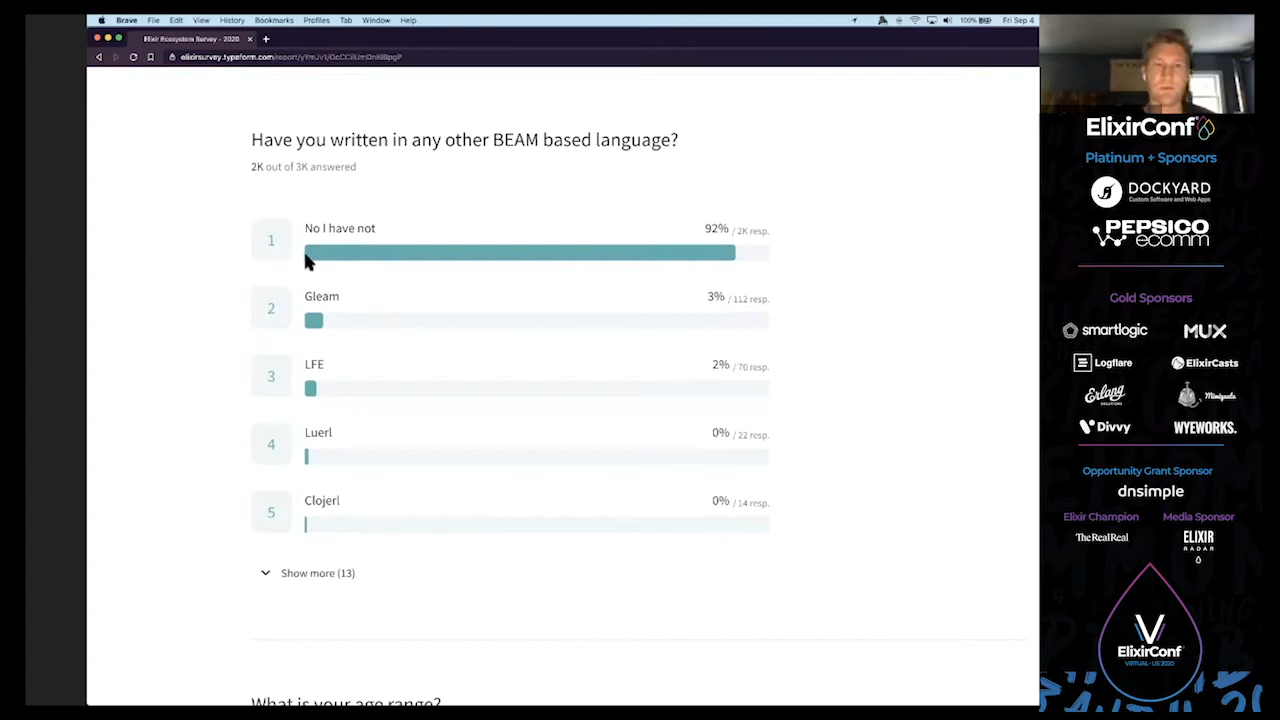 Brave File Edit View History Bookmarks Profiles Tab Window Help 100% Fri Sep 4
Elixir Ecosystem Survey - 2020
Have you written in any other BEAM based language?
2K out of 3K answered
1 No I have not 92% / 2K resp.
2 Gleam 3% / 112 resp.
3 LFE 2% / 70 resp.
4 Luerl 0% / 22 resp.
5 Clojerl 0% / 14 resp.
Show more (13)
What is your age range?
ElixirConf
Platinum + Sponsors
DOCKYARD
Custom Software and Web Apps
PEPSICO
ecomm
Gold Sponsors
smartlogic MUX
Logflare ElixirCasts
Erlang SOLUTIONS Miniquate
Divvy WYEWORKS.
Opportunity Grant Sponsor
dnsimple
Elixir Champion Media Sponsor
TheRealReal ELIXIR
RADAR
V
ElixirConf
VIRTUAL · US 2020